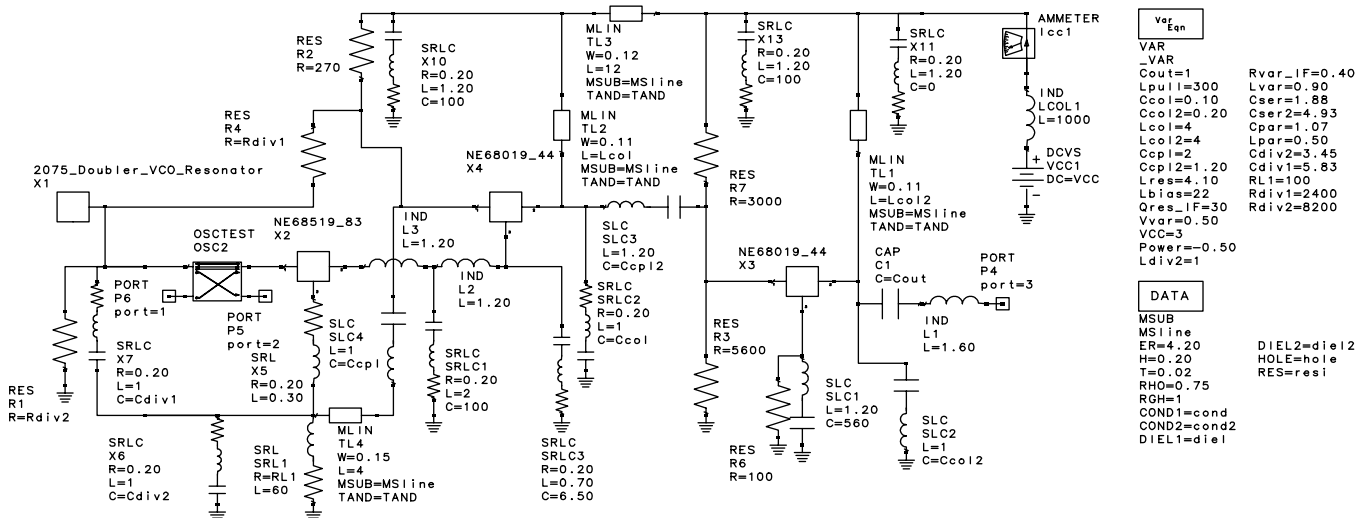 RES
R2
R=270
SRLC
X10
R=0.20
L=1.20
C=100
MLIN
TL3
W=0.12
L=12
MSUB=MSline
TAND=TAND
SRLC
X13
R=0.20
L=1.20
C=100
SRLC
X11
R=0.20
L=1.20
C=0
AMMETER
Icc1
IND
LCOL1
L=1000
+
DCVS
VCC1
DC=VCC
-
RES
R4
R=Rdiv1
MLIN
TL2
W=0.11
L=Lcol
MSUB=MSline
TAND=TAND
RES
R7
R=3000
MLIN
TL1
W=0.11
L=Lcol2
MSUB=MSline
TAND=TAND
2075_Doubler_VCO_Resonator
X1
NE68019_44
X4
NE68519_83
X2
IND
L3
L=1.20
OSCTEST
OSC2
SLC
SLC3
L=1.20
C=Ccpl2
IND
L2
L=1.20
NE68019_44
X3
CAP
C1
C=Cout
PORT
P4
port=3
IND
L1
L=1.60
PORT
P6
port=1
PORT
P5
port=2
SRLC
X7
R=0.20
L=1
C=Cdiv1
RES
R1
R=Rdiv2
SRL
X5
R=0.20
L=0.30
SLC
SLC4
L=1
C=Ccpl
SRLC
SRLC1
R=0.20
L=2
C=100
SRLC
SRLC2
R=0.20
L=1
C=Ccol
RES
R3
R=5600
SLC
SLC1
L=1.20
C=560
RES
R6
R=100
SLC
SLC2
L=1
C=Ccol2
SRLC
X6
R=0.20
L=1
C=Cdiv2
SRL
SRL1
R=RL1
L=60
MLIN
TL4
W=0.15
L=4
MSUB=MSline
TAND=TAND
SRLC
SRLC3
R=0.20
L=0.70
C=6.50
Var
Eqn
VAR
_VAR
Cout=1 Rvar_IF=0.40
Lpull=300 Lvar=0.90
Ccol=0.10 Cser=1.88
Ccol2=0.20 Cser2=4.93
Lcol=4 Cpar=1.07
Lcol2=4 Lpar=0.50
Ccpl=2 Cdiv2=3.45
Ccpl2=1.20 Cdiv1=5.83
Lres=4.10 RL1=100
Lbias=22 Rdiv1=2400
Qres_IF=30 Rdiv2=8200
Vvar=0.50
VCC=3
Power=-0.50
Ldiv2=1
DATA
MSUB
MSline
ER=4.20 DIEL2=diel2
H=0.20 HOLE=hole
T=0.02 RES=resi
RHO=0.75
RGH=1
COND1=cond
COND2=cond2
DIEL1=diel